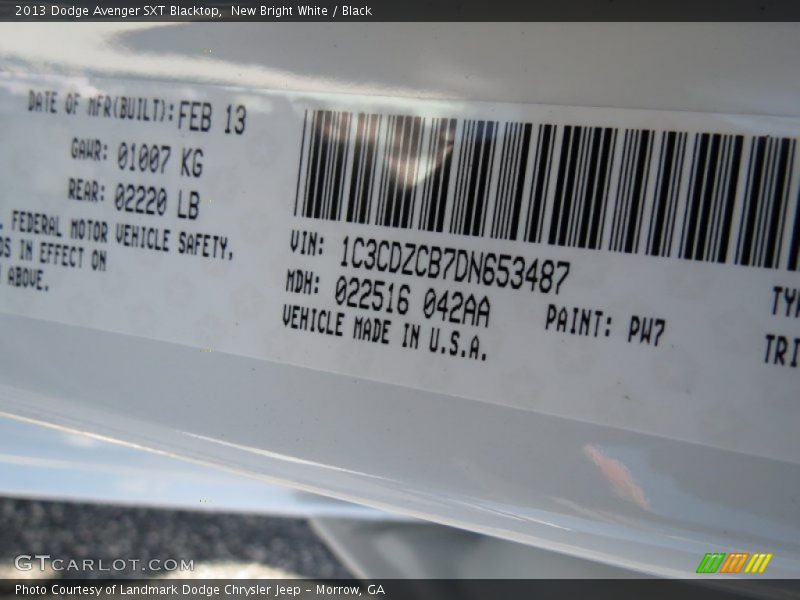 2013 Dodge Avenger SXT Blacktop, New Bright White / Black
DATE OF MFR(BUILT): FEB 13
GAWR: 01007 KG
REAR: 02220 LB
FEDERAL MOTOR VEHICLE SAFETY,
IN EFFECT ON
ABOVE.
VIN: 1C3CDZCB7DN653487
MDH: 022516 042AA
PAINT: PW7
VEHICLE MADE IN U.S.A.
GTCARLOT.COM
Photo Courtesy of Landmark Dodge Chrysler Jeep – Morrow, GA